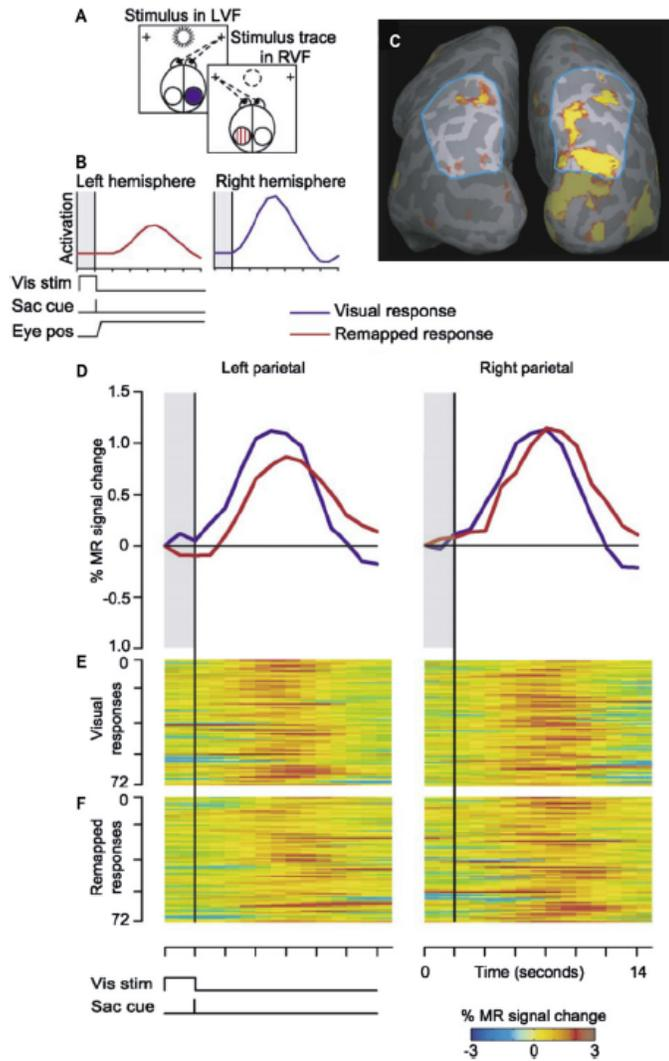 A
Stimulus in LVF
Stimulus trace
in RVF
C
B
Left hemisphere
Right hemisphere
Activation
Vis stim
Sac cue
Eye pos
Visual response
Remapped response
D
Left parietal
Right parietal
% MR signal change
1.5
1.0
0.5
0
-0.5
1.0
E
Visual
responses
0
72
F
Remapped
responses
0
72
Vis stim
Sac cue
0
Time (seconds)
14
% MR signal change
-3
0
3